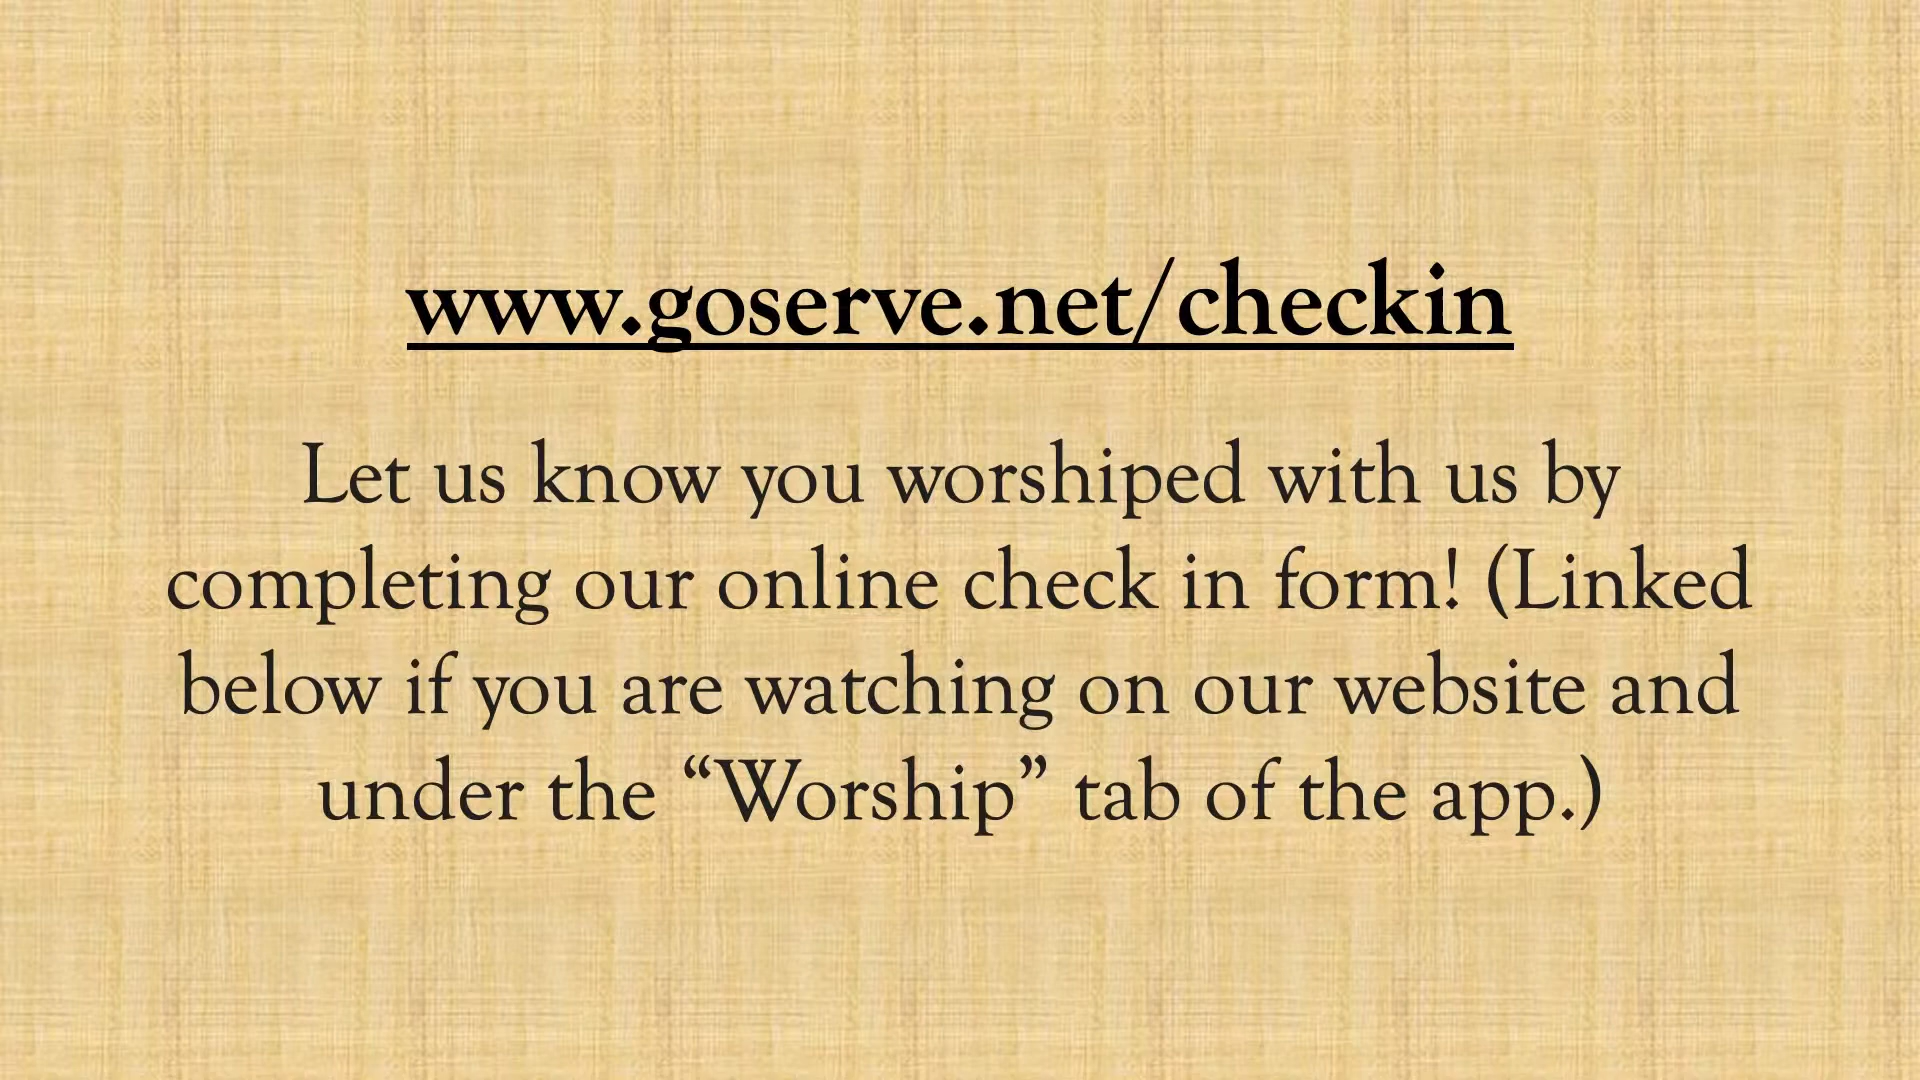 www.goserve.net/checkin
Let us know you worshiped with us by
completing our online check in form! (Linked
below if you are watching on our website and
under the “Worship” tab of the app.)